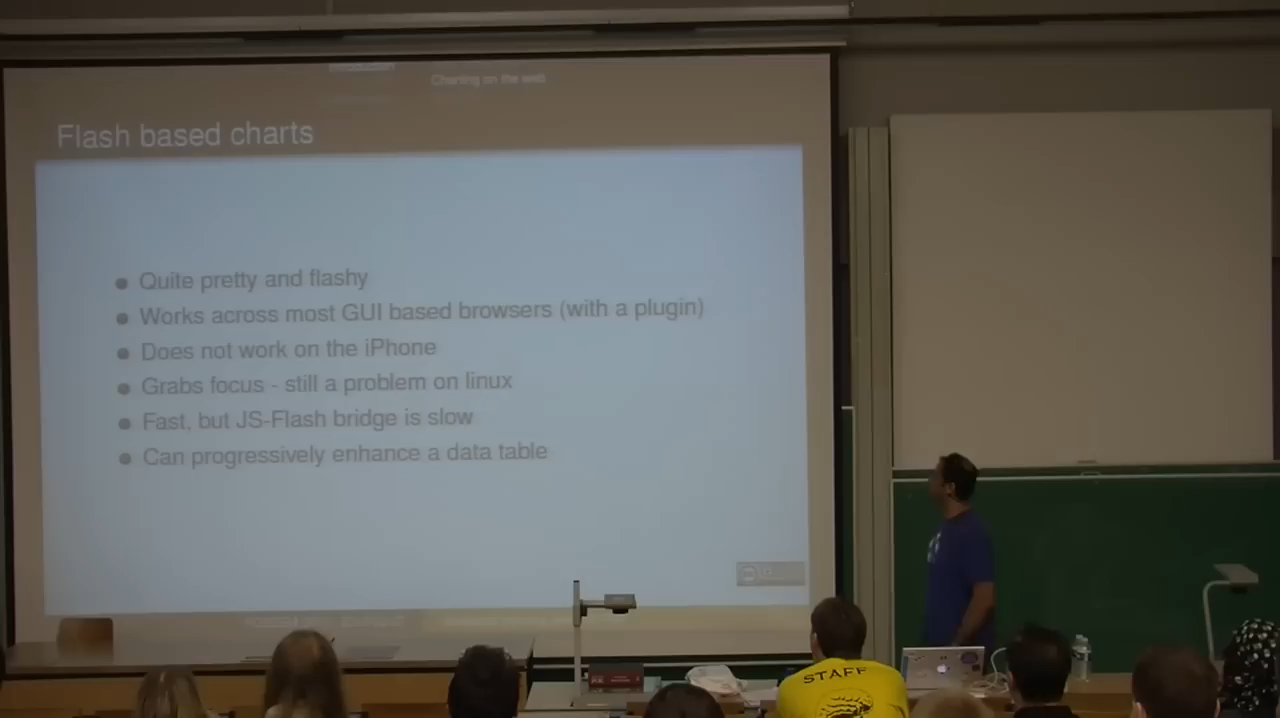 Charting on the web
Flash based charts
Quite pretty and flashy
Works across most GUI based browsers (with a plugin)
Does not work on the iPhone
Grabs focus - still a problem on linux
Fast, but JS-Flash bridge is slow
Can progressively enhance a data table
STAFF